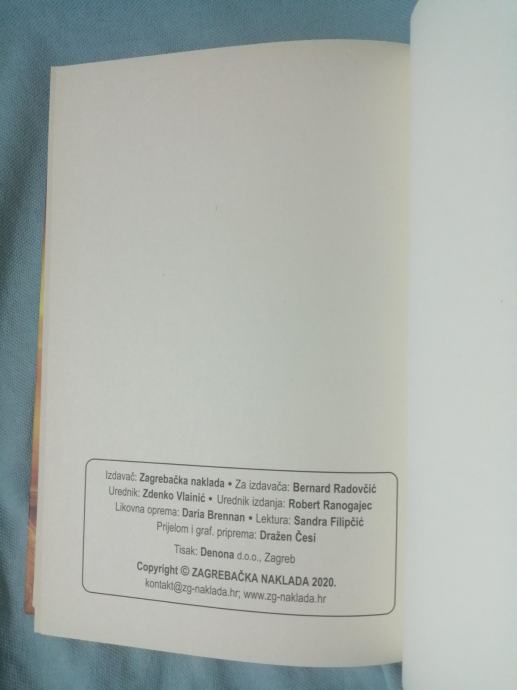 Izdavač: Zagrebačka naklada • Za izdavača: Bernard Radovčić
Urednik: Zdenko Vlainić • Urednik izdanja: Robert Ranogajec
Likovna oprema: Daria Brennan • Lektura: Sandra Filipčić
Prijelom i graf. priprema: Dražen Česi
Tisak: Denona d.o.o., Zagreb
Copyright © ZAGREBAČKA NAKLADA 2020.
kontakt@zg-naklada.hr; www.zg-naklada.hr